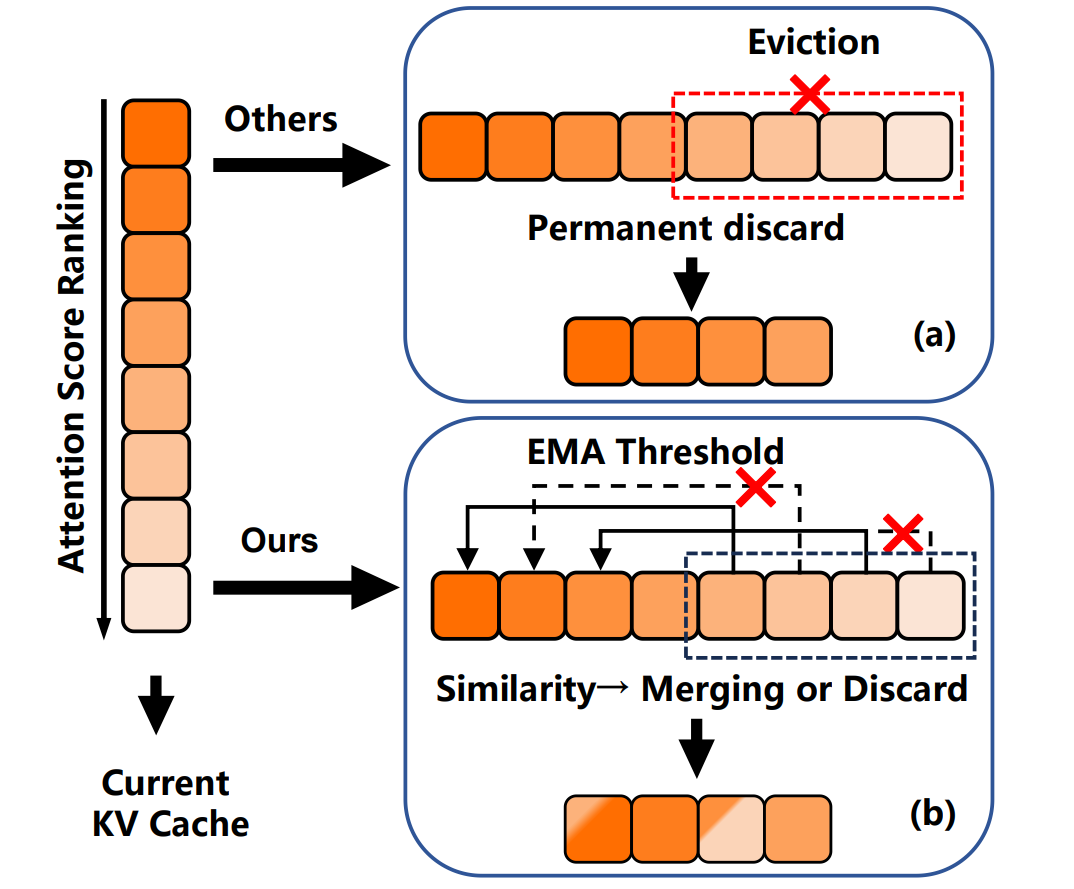 Attention Score Ranking
Current
KV Cache
Others
Ours
Eviction
Permanent discard
(a)
EMA Threshold
Similarity→ Merging or Discard
(b)